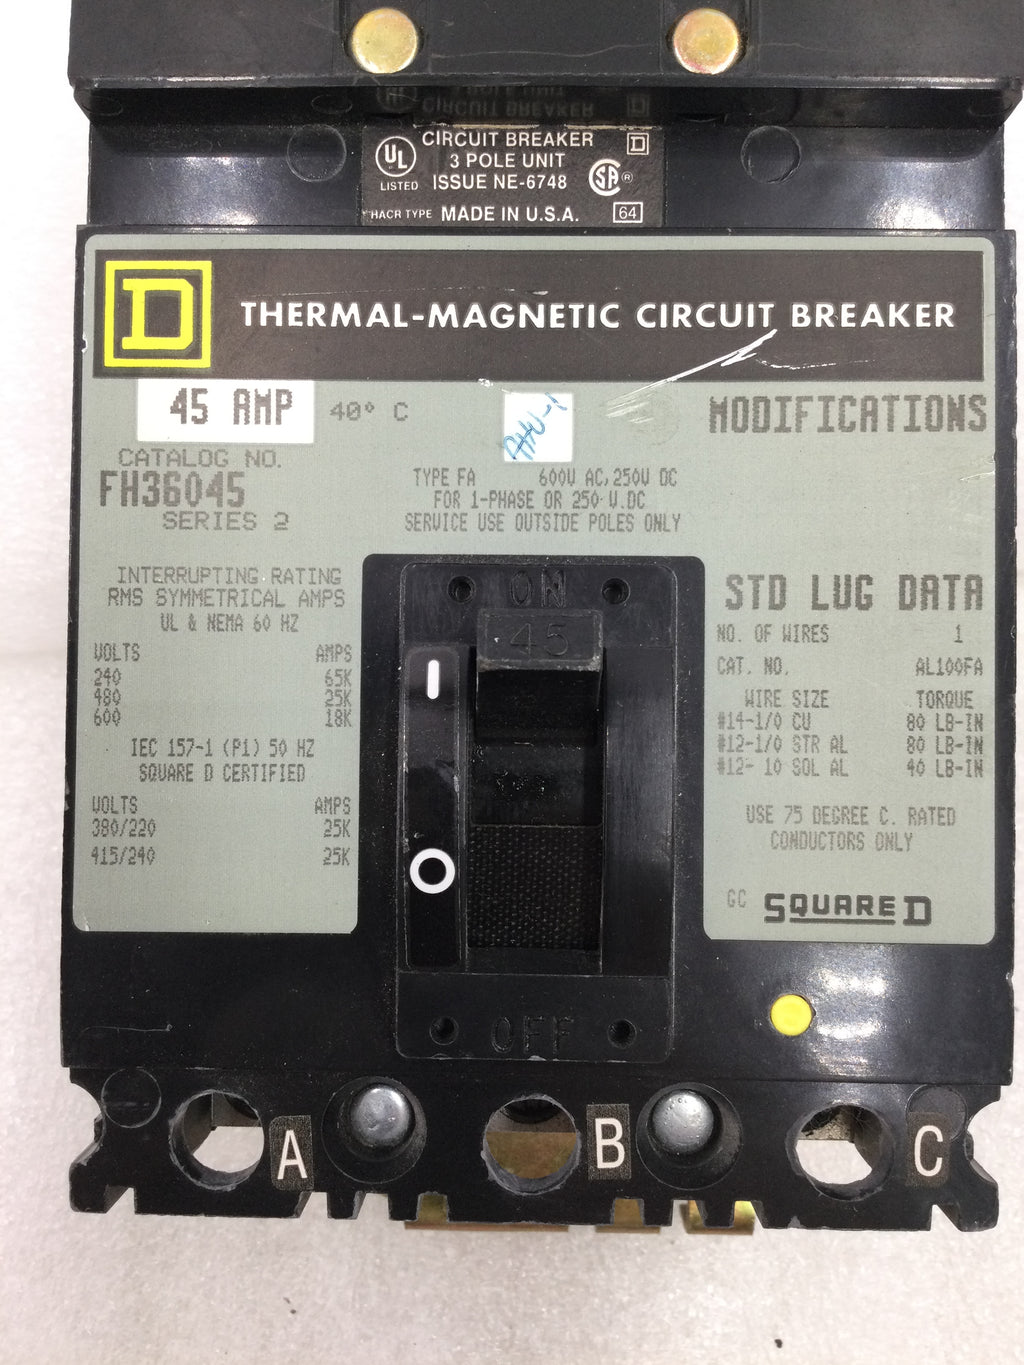 CIRCUIT BREAKER
3 POLE UNIT
UL LISTED ISSUE NE-6748
HACR TYPE MADE IN U.S.A. 64
D THERMAL-MAGNETIC CIRCUIT BREAKER
45 AMP 40° C
MODIFICATIONS
CATALOG NO.
FH36045
SERIES 2
TYPE FA 600V AC, 250V DC
FOR 1-PHASE OR 250 V.DC
SERVICE USE OUTSIDE POLES ONLY
INTERRUPTING RATING
RMS SYMMETRICAL AMPS
UL & NEMA 60 HZ
VOLTS AMPS
240 65K
480 25K
600 18K
IEC 157-1 (P1) 50 HZ
SQUARE D CERTIFIED
VOLTS AMPS
380/220 25K
415/240 25K
ON
45
OFF
STD LUG DATA
NO. OF WIRES 1
CAT. NO. AL100FA
WIRE SIZE TORQUE
#14-1/0 CU 80 LB-IN
#12-1/0 STR AL 80 LB-IN
#12- 10 SOL AL 40 LB-IN
USE 75 DEGREE C. RATED
CONDUCTORS ONLY
GC SQUARE D
A B C